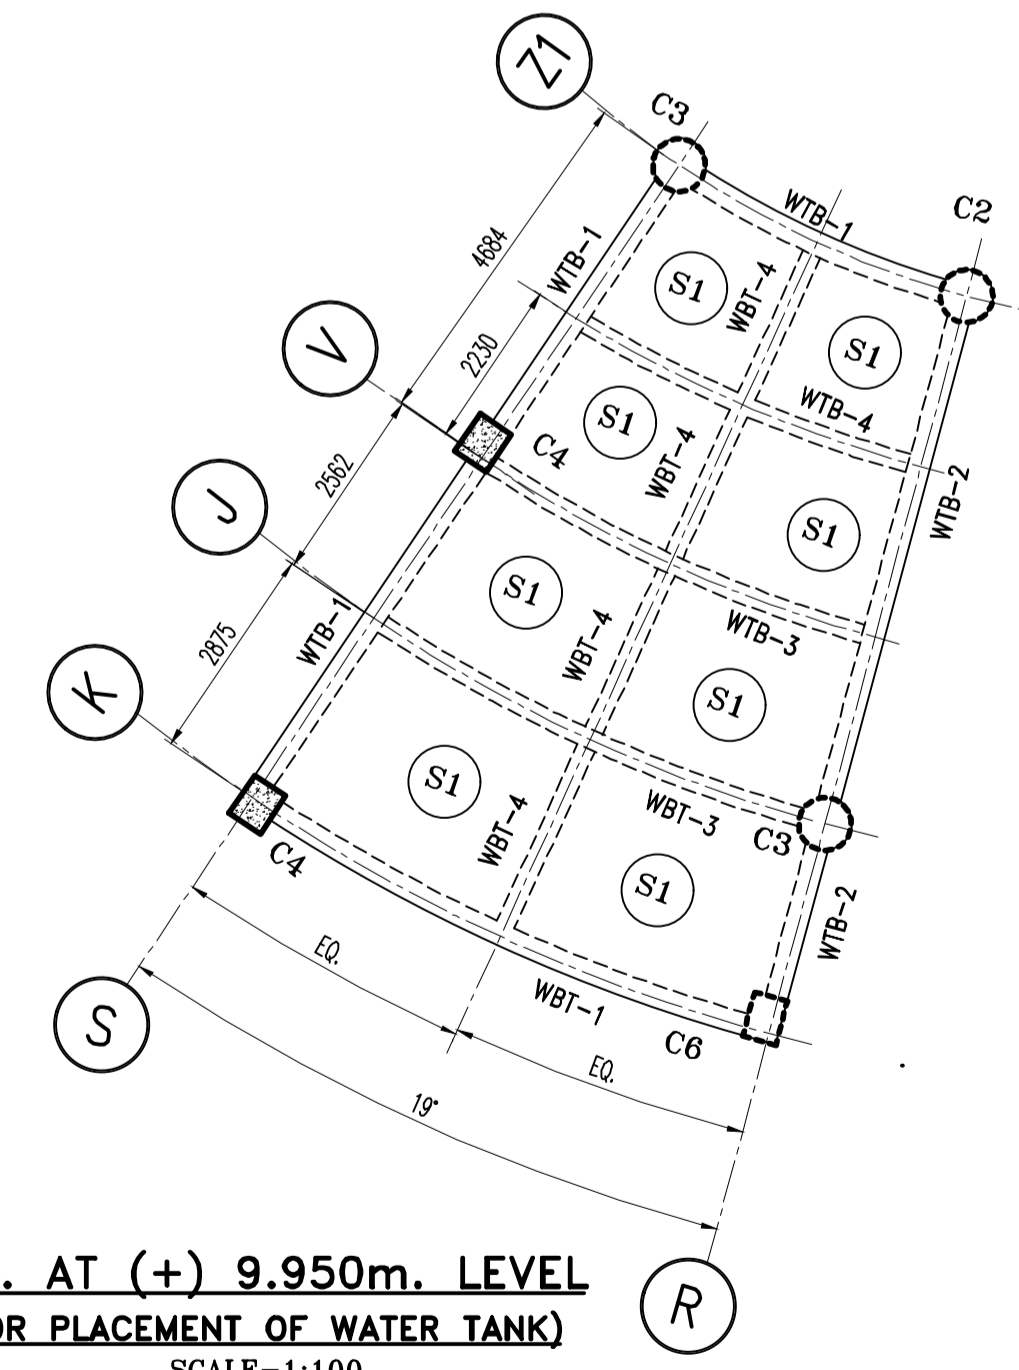 Z1
C3
WTB-1
C2
4684
WTB-1
S1
WBT-4
S1
V
2230
WTB-4
S1
C4
WBT-4
WTB-2
J
2562
S1
S1
WTB-3
2875
WTB-1
WBT-4
K
S1
S1
WBT-3
C3
WBT-4
C4
S1
WTB-2
EQ.
WBT-1
S
C6
EQ.
19°
R
. AT (+) 9.950m. LEVEL
OR PLACEMENT OF WATER TANK)
SCALE-1:100